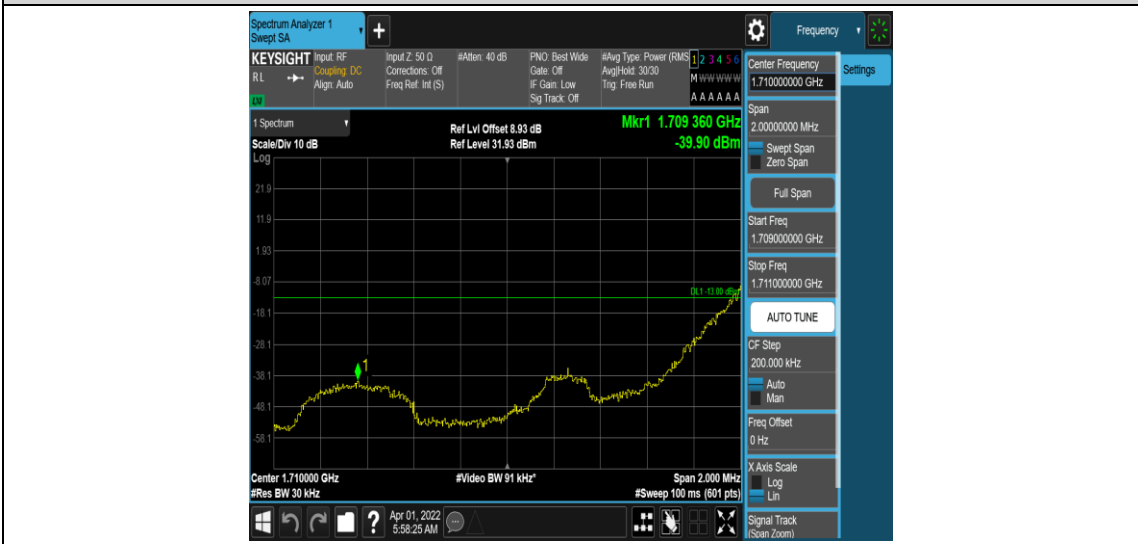 Spectrum Analyzer 1
Swept SA
+
Frequency
KEYSIGHT
RL
LXI
Input: RF
Coupling: DC
Align: Auto
Input Z: 50 Ω
Corrections: Off
Freq Ref: Int (S)
#Atten: 40 dB
PNO: Best Wide
Gate: Off
IF Gain: Low
Sig Track: Off
#Avg Type: Power (RMS
Avg|Hold: 30/30
Trig: Free Run
1 2 3 4 5 6
M W W W W W
A A A A A A
Center Frequency
1.710000000 GHz
Settings
Span
2.00000000 MHz
Swept Span
Zero Span
Full Span
Start Freq
1.709000000 GHz
Stop Freq
1.711000000 GHz
AUTO TUNE
CF Step
200.000 kHz
Auto
Man
Freq Offset
0 Hz
X Axis Scale
Log
Lin
Signal Track
(Span Zoom)
1 Spectrum
Scale/Div 10 dB
Ref Lvl Offset 8.93 dB
Ref Level 31.93 dBm
Mkr1 1.709 360 GHz
-39.90 dBm
Log
21.9
11.9
1.93
-8.07
DL1 -13.00 dBm
-18.1
-28.1
1
-38.1
-48.1
-58.1
Center 1.710000 GHz
#Video BW 91 kHz*
Span 2.000 MHz
#Res BW 30 kHz
#Sweep 100 ms (601 pts)
?
Apr 01, 2022
5:58:25 AM